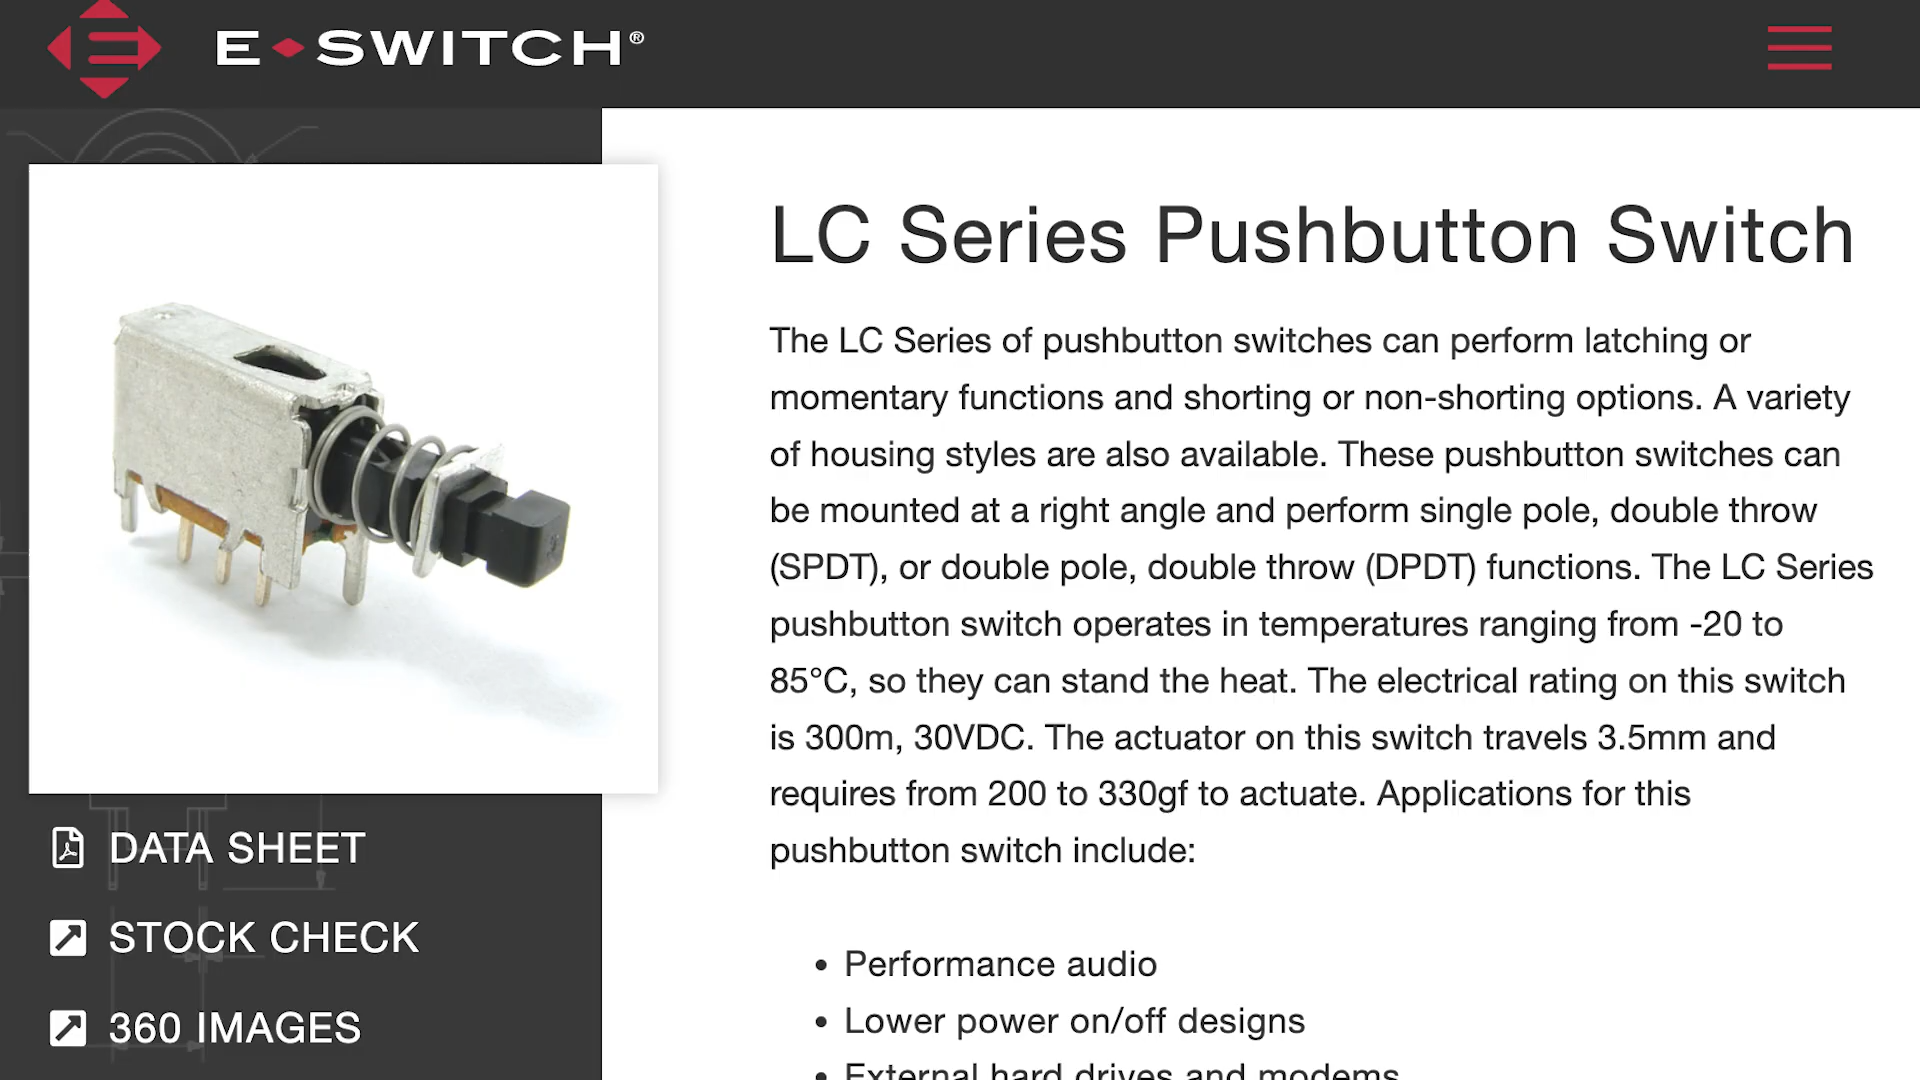 E SWITCH®
LC Series Pushbutton Switch
The LC Series of pushbutton switches can perform latching or
momentary functions and shorting or non-shorting options. A variety
of housing styles are also available. These pushbutton switches can
be mounted at a right angle and perform single pole, double throw
(SPDT), or double pole, double throw (DPDT) functions. The LC Series
pushbutton switch operates in temperatures ranging from -20 to
85°C, so they can stand the heat. The electrical rating on this switch
is 300m, 30VDC. The actuator on this switch travels 3.5mm and
requires from 200 to 330gf to actuate. Applications for this
pushbutton switch include:
• Performance audio
• Lower power on/off designs
• External hard drives and modems
DATA SHEET
STOCK CHECK
360 IMAGES